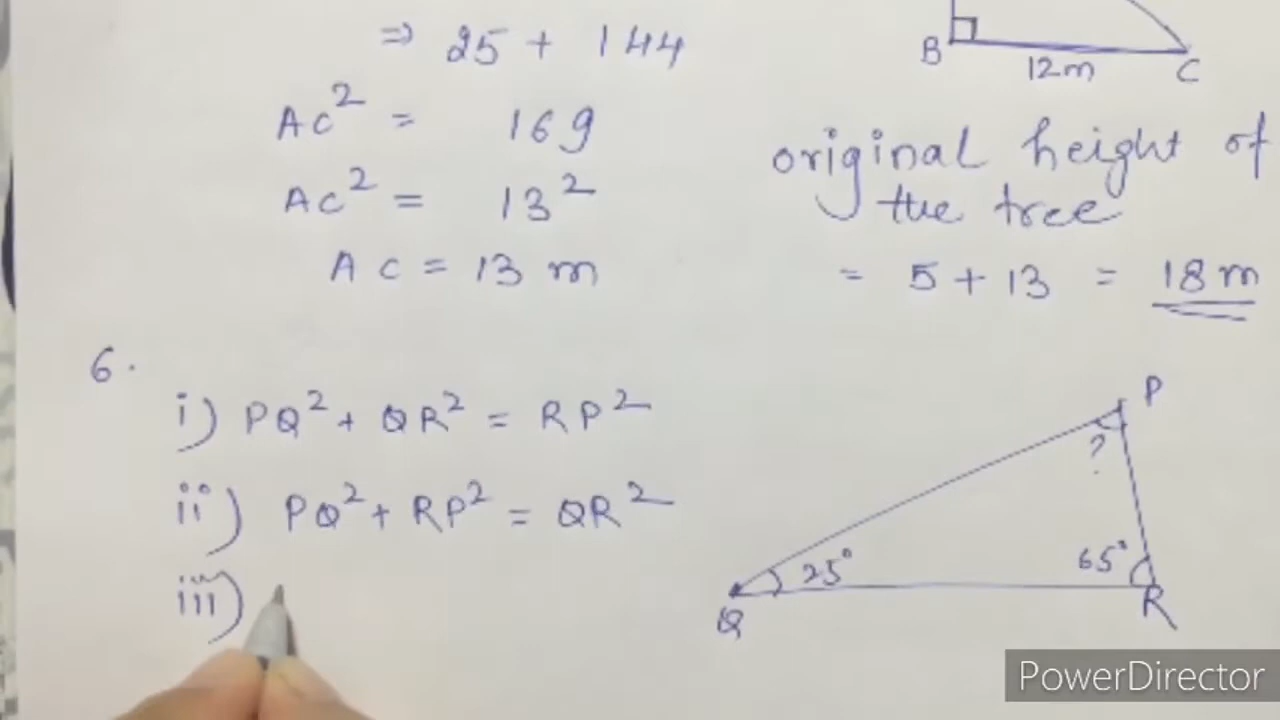 ⇒ 25 + 144
AC² = 169
AC² = 13²
AC = 13 m
B
12m
C
original height of
the tree
= 5 + 13 = 18 m
6.
i) PQ² + QR² = RP²
ii) PQ² + RP² = QR²
iii)
P
?
25°
65°
Q
R
PowerDirector